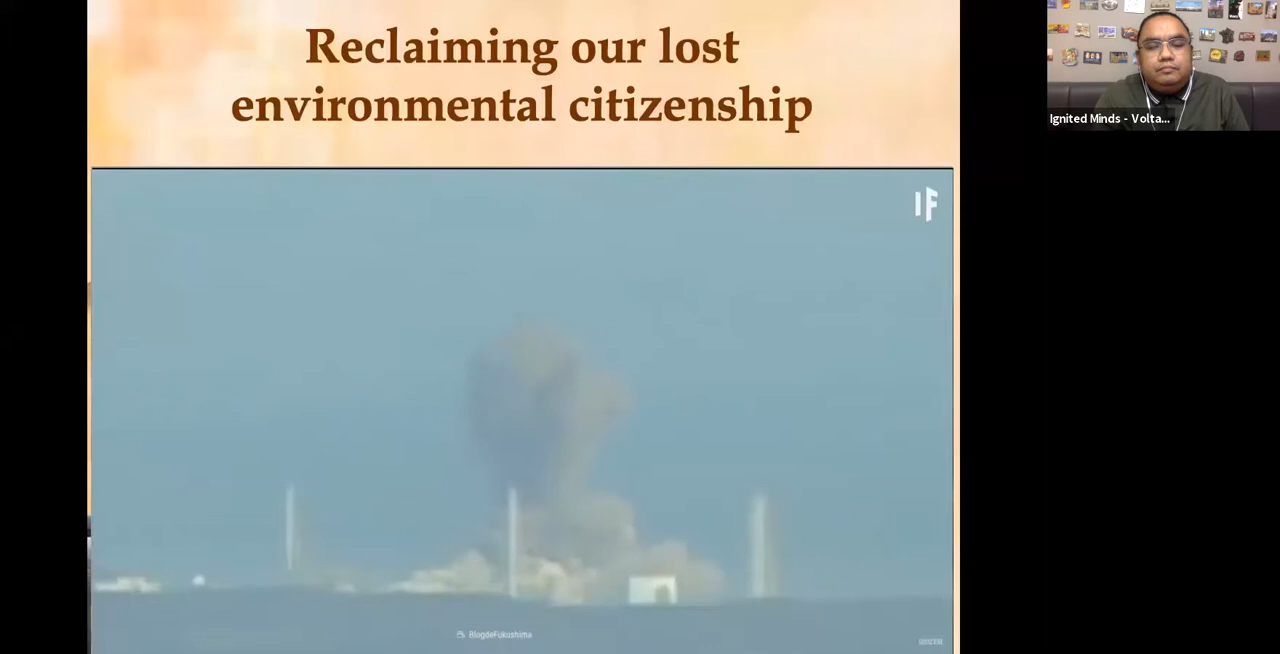 Reclaiming our lost
environmental citizenship
IF
Ignited Minds - Volta...
BlogdeFukushima